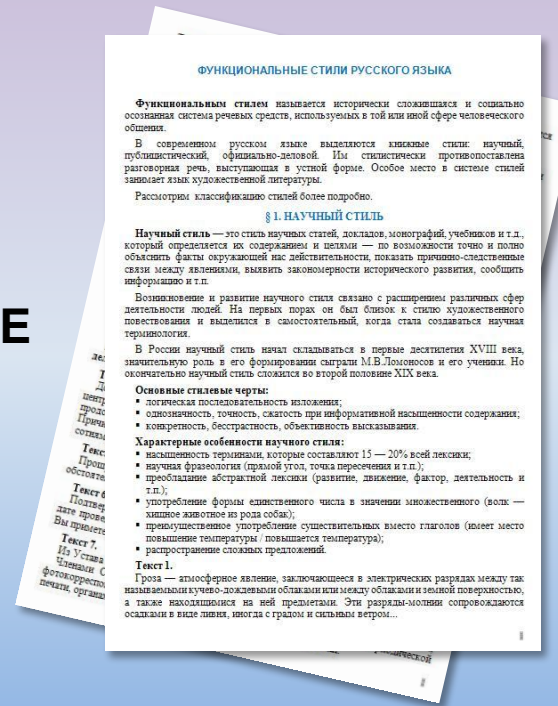 ФУНКЦИОНАЛЬНЫЕ СТИЛИ РУССКОГО ЯЗЫКА
Функциональным стилем называется исторически сложившаяся и социально
осознанная система речевых средств, используемых в той или иной сфере человеческого
общения.
В современном русском языке выделяются книжные стили: научный,
публицистический, официально-деловой. Им стилистически противопоставлена
разговорная речь, выступающая в устной форме. Особое место в системе стилей
занимает язык художественной литературы.
Рассмотрим классификацию стилей более подробно.
§ 1. НАУЧНЫЙ СТИЛЬ
Научный стиль — это стиль научных статей, докладов, монографий, учебников и т.д.,
который определяется их содержанием и целями — по возможности точно и полно
объяснить факты окружающей нас действительности, показать причинно-следственные
связи между явлениями, выявить закономерности исторического развития, сообщить
информацию и т.п.
Возникновение и развитие научного стиля связано с расширением различных сфер
деятельности людей. На первых порах он был близок к стилю художественного
повествования и выделился в самостоятельный, когда стала создаваться научная
терминология.
В России научный стиль начал складываться в первые десятилетия XVIII века,
значительную роль в его формировании сыграли М.В.Ломоносов и его ученики. Но
окончательно научный стиль сложился во второй половине XIX века.
Основные стилевые черты:
▪ логическая последовательность изложения;
▪ однозначность, точность, сжатость при информативной насыщенности содержания;
▪ конкретность, бесстрастность, объективность высказывания.
Характерные особенности научного стиля:
▪ насыщенность терминами, которые составляют 15 — 20% всей лексики;
▪ научная фразеология (прямой угол, точка пересечения и т.п.);
▪ преобладание абстрактной лексики (развитие, движение, фактор, деятельность и
т.п.);
▪ употребление формы единственного числа в значении множественного (волк —
хищное животное из рода собак);
▪ преимущественное употребление существительных вместо глаголов (имеет место
повышение температуры / повышается температура);
▪ распространение сложных предложений.
Текст 1.
Гроза — атмосферное явление, заключающееся в электрических разрядах между так
называемыми кучево-дождевыми облаками или между облаками и земной поверхностью,
а также находящимися на ней предметами. Эти разряды-молнии сопровождаются
осадками в виде ливня, иногда с градом и сильным ветром...
Е
Текст 6
Вы примете
Текст 7.
Из Устава
Членами С
фотокорреспо
печати, органа